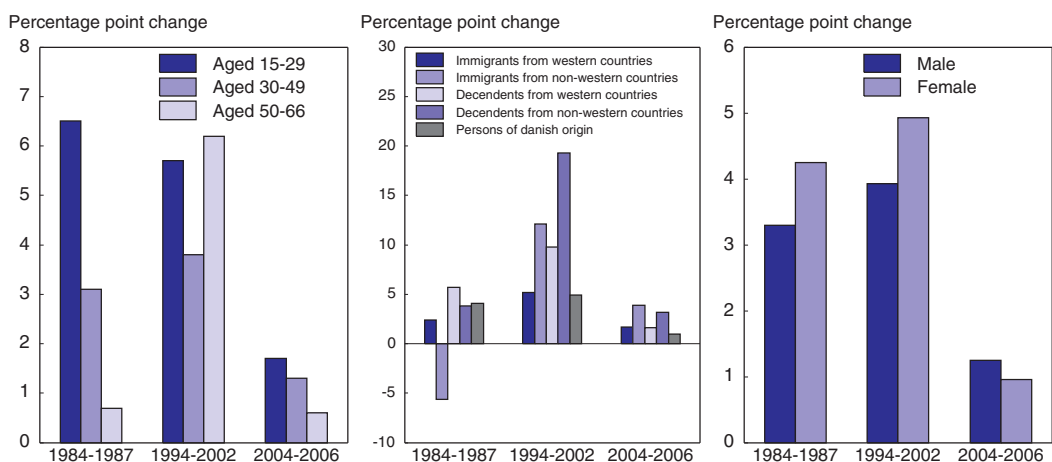 Percentage point change
8
7
6
5
4
3
2
1
0
Aged 15-29
Aged 30-49
Aged 50-66
1984-1987 1994-2002 2004-2006
Percentage point change
30
25
20
15
10
5
0
-5
-10
Immigrants from western countries
Immigrants from non-western countries
Decendents from western countries
Decendents from non-western countries
Persons of danish origin
1984-1987 1994-2002 2004-2006
Percentage point change
6
5
4
3
2
1
0
Male
Female
1984-1987 1994-2002 2004-2006